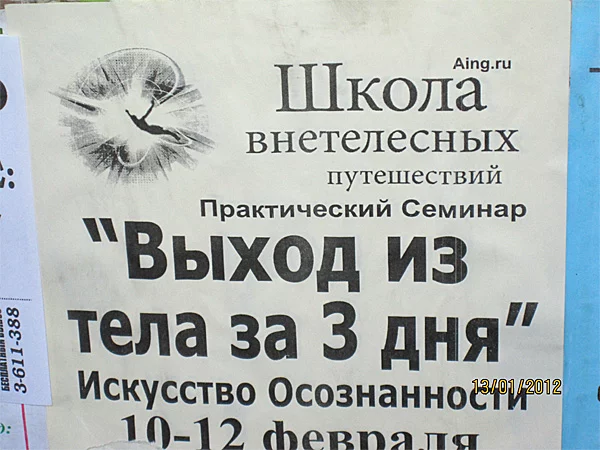 Aing.ru
Школа
внетелесных
путешествий
Практический Семинар
“Выход из
тела за 3 дня”
Искусство Осознанности
10-12 февраля
3-611-388
13/01/2012